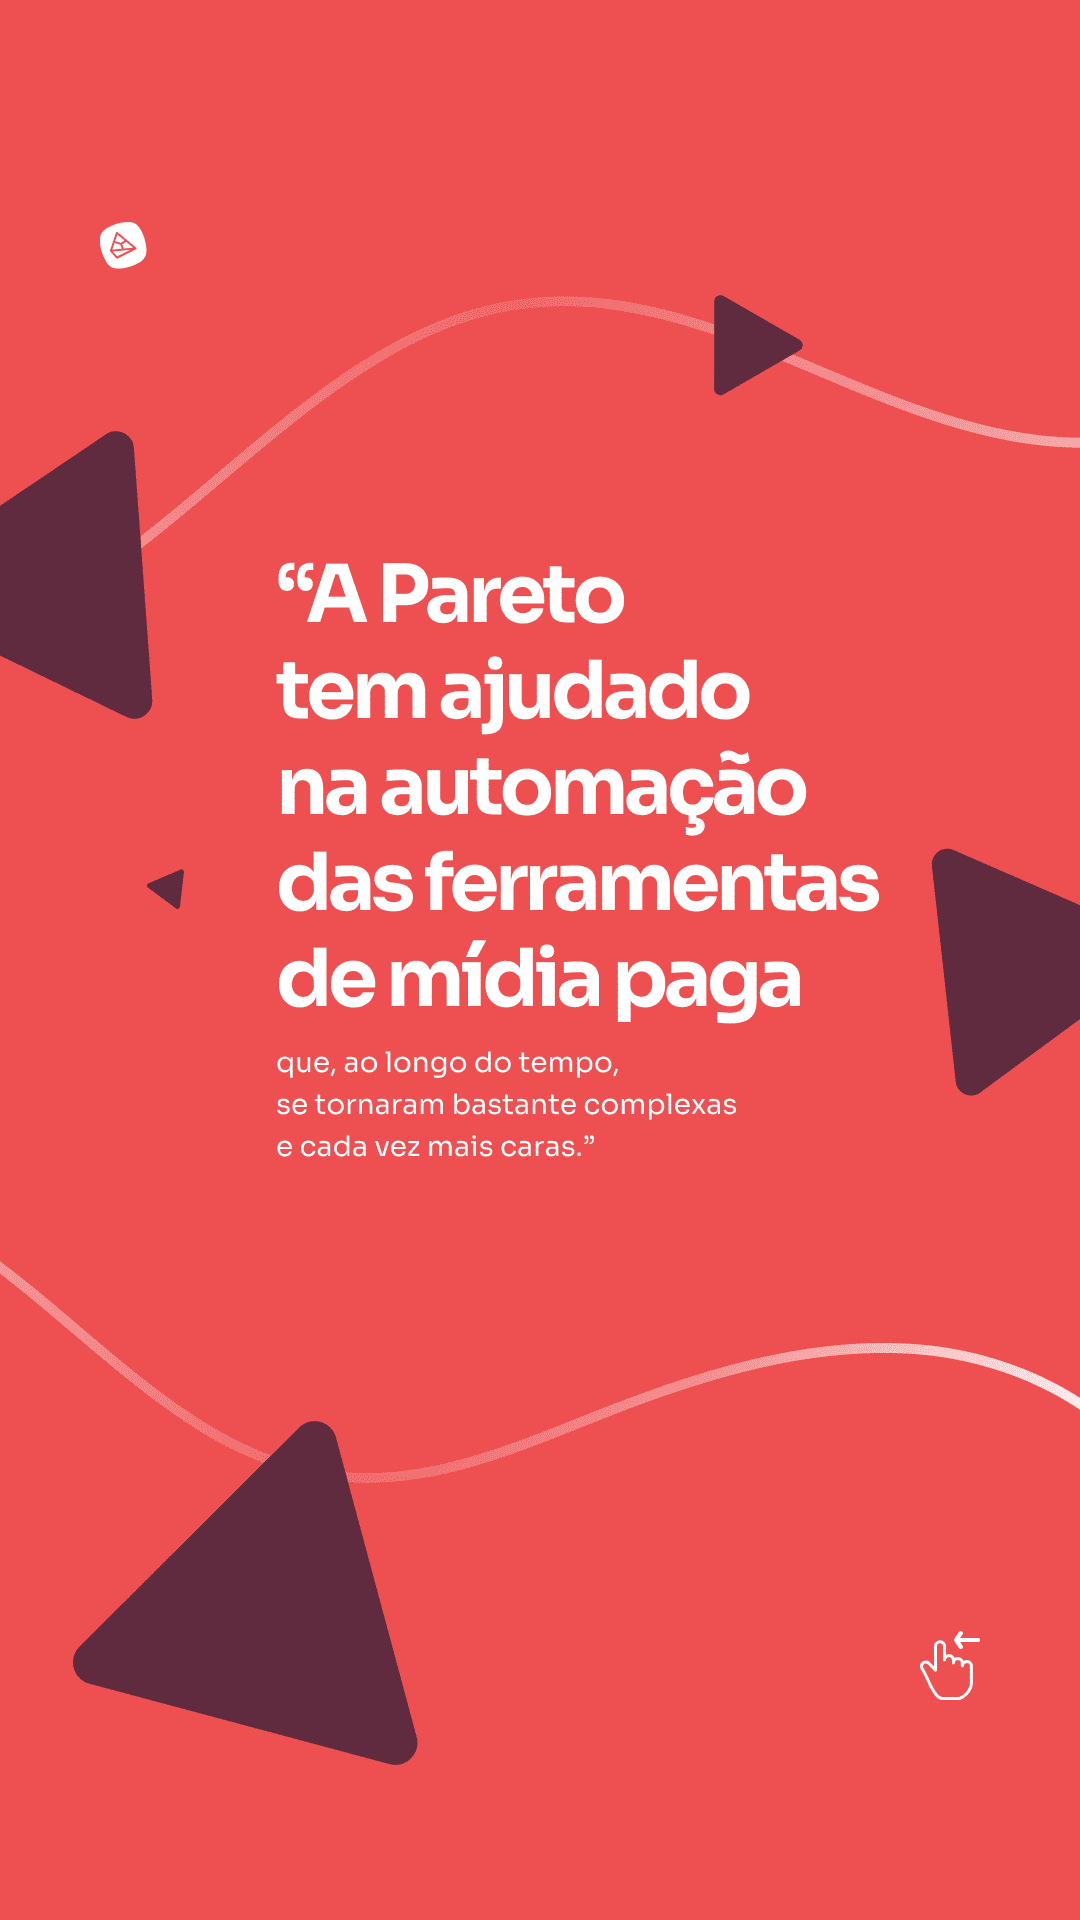 “A Pareto
tem ajudado
na automação
das ferramentas
de mídia paga
que, ao longo do tempo,
se tornaram bastante complexas
e cada vez mais caras.”